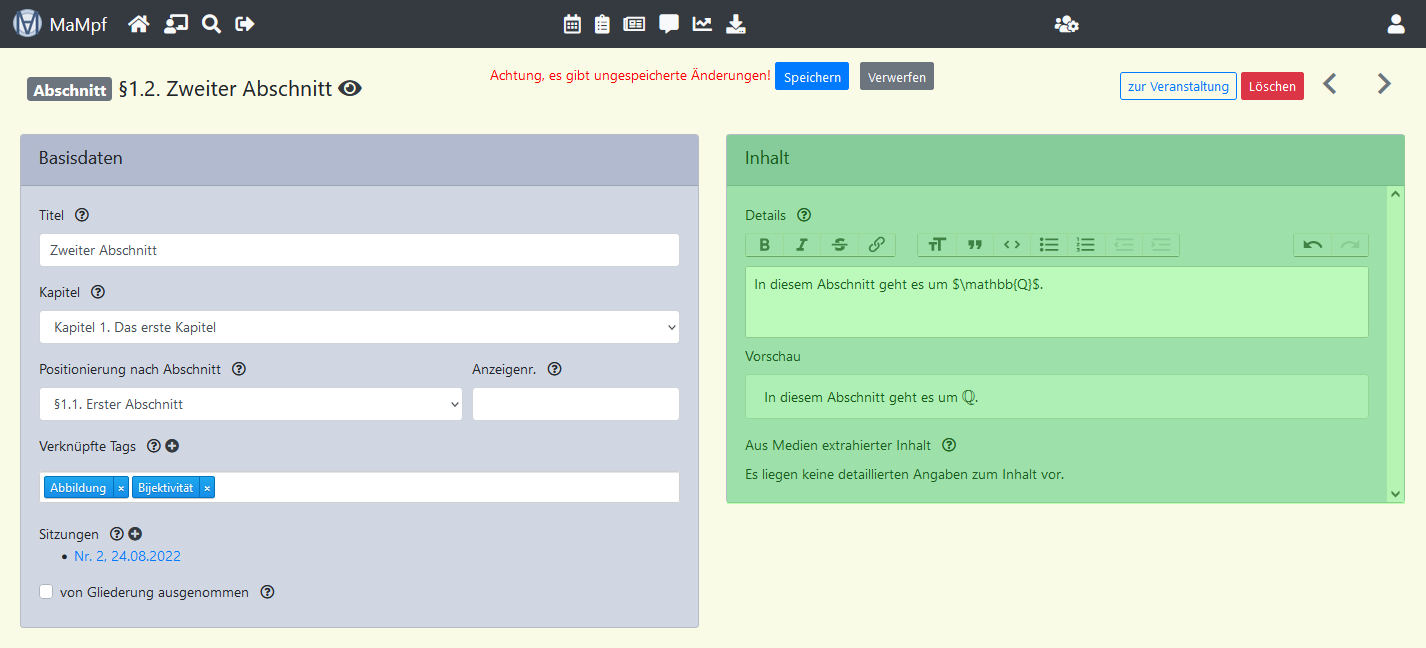 MaMpf
Abschnitt §1.2. Zweiter Abschnitt
Achtung, es gibt ungespeicherte Änderungen! Speichern Verwerfen
zur Veranstaltung Löschen
Basisdaten
Titel
Zweiter Abschnitt
Kapitel
Kapitel 1. Das erste Kapitel
Positionierung nach Abschnitt Anzeigenr.
§1.1. Erster Abschnitt
Verknüpfte Tags
Abbildung × Bijektivität ×
Sitzungen
• Nr. 2, 24.08.2022
von Gliederung ausgenommen
Inhalt
Details
In diesem Abschnitt geht es um $\mathbb{Q}$.
Vorschau
In diesem Abschnitt geht es um ℚ.
Aus Medien extrahierter Inhalt
Es liegen keine detaillierten Angaben zum Inhalt vor.